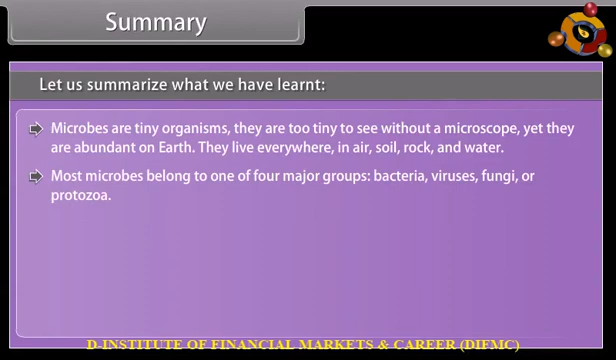 Summary
Let us summarize what we have learnt:
Microbes are tiny organisms, they are too tiny to see without a microscope, yet they
are abundant on Earth. They live everywhere, in air, soil, rock, and water.
Most microbes belong to one of four major groups: bacteria, viruses, fungi, or
protozoa.
D-INSTITUTE OF FINANCIAL MARKETS & CAREER (DIFMC)